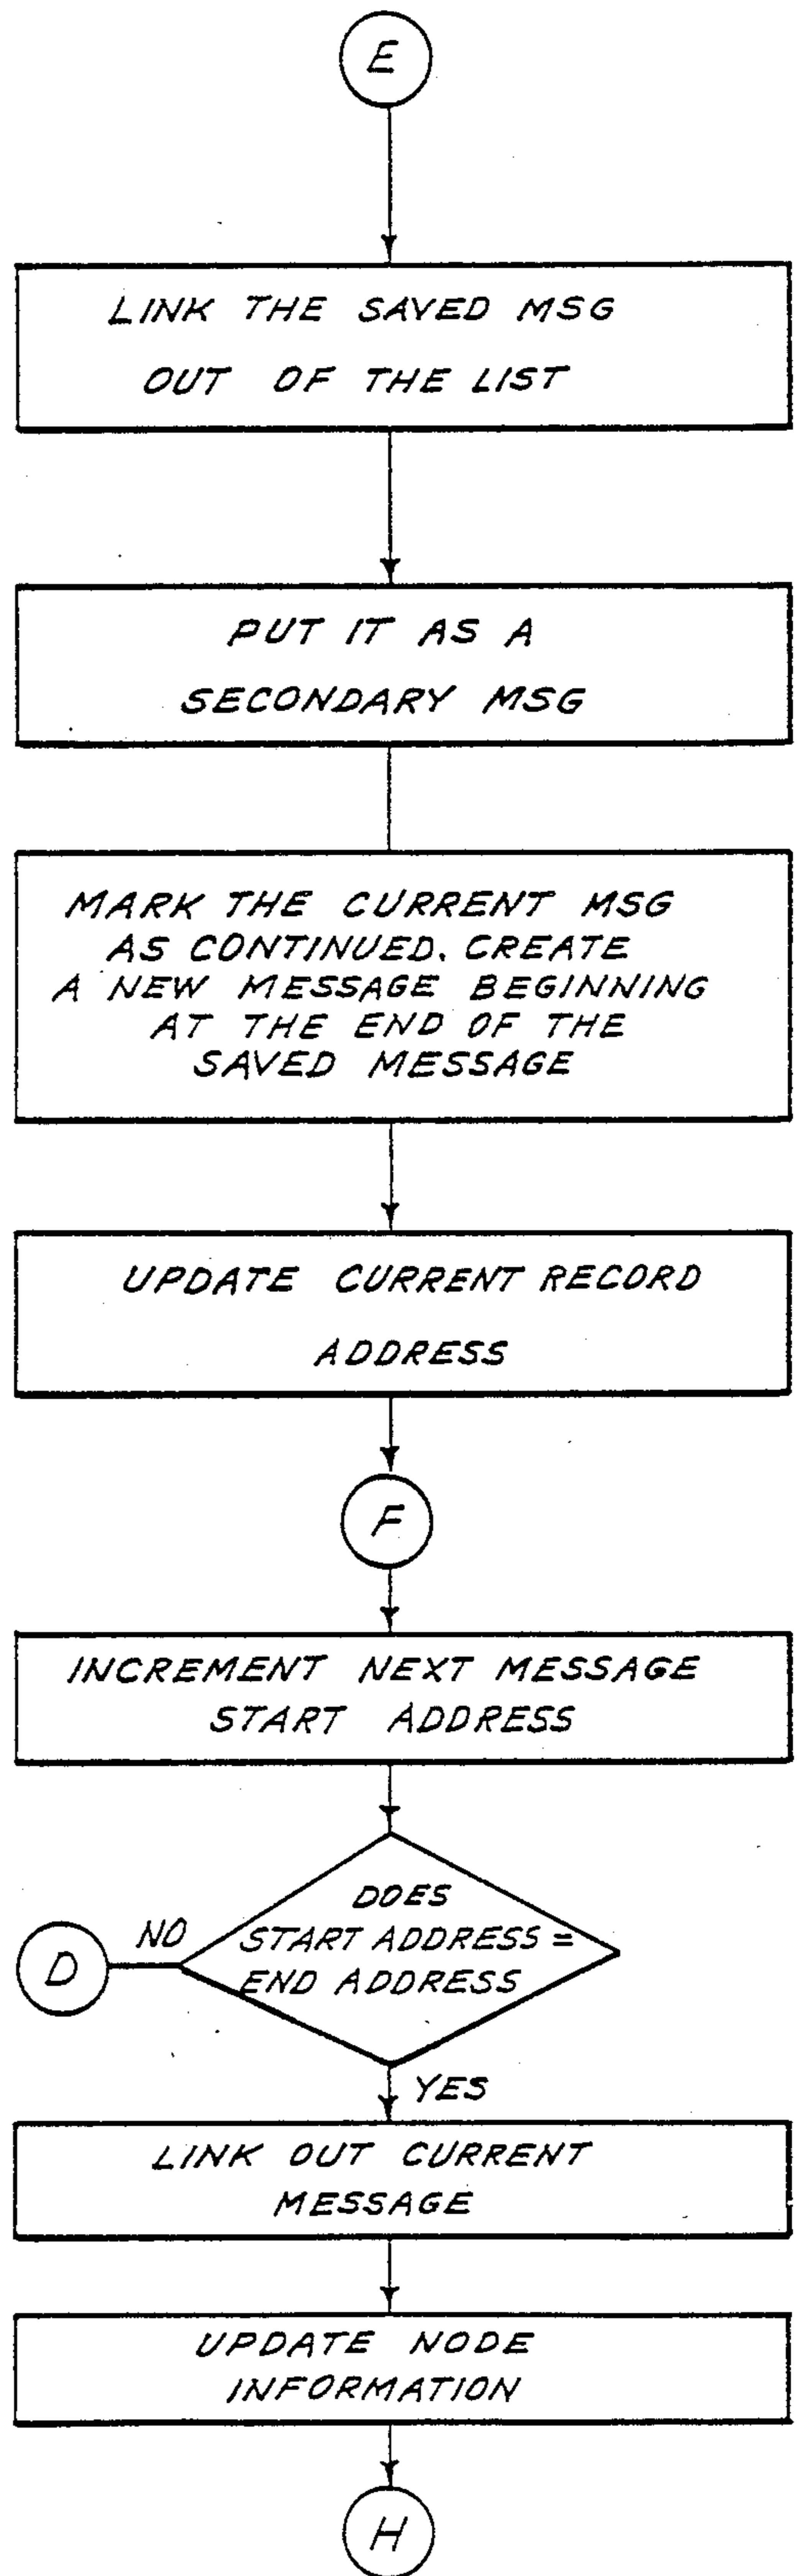 E
LINK THE SAVED MSG
OUT OF THE LIST
PUT IT AS A
SECONDARY MSG
MARK THE CURRENT MSG
AS CONTINUED. CREATE
A NEW MESSAGE BEGINNING
AT THE END OF THE
SAVED MESSAGE
UPDATE CURRENT RECORD
ADDRESS
F
INCREMENT NEXT MESSAGE
START ADDRESS
DOES
START ADDRESS =
END ADDRESS
NO
D
YES
LINK OUT CURRENT
MESSAGE
UPDATE NODE
INFORMATION
H